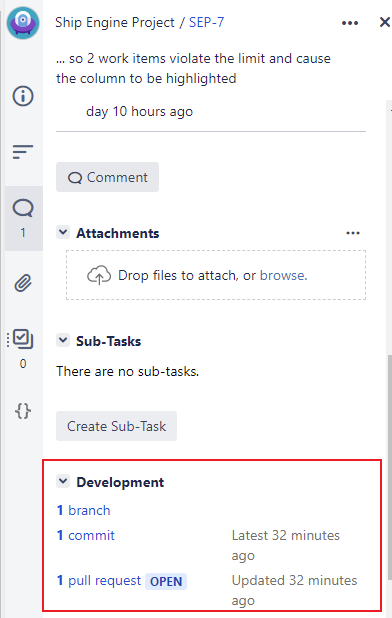 Ship Engine Project / SEP-7 ••• ✕
... so 2 work items violate the limit and cause
the column to be highlighted
day 10 hours ago
Comment
1
Attachments •••
Drop files to attach, or browse.
Sub-Tasks
0
There are no sub-tasks.
{}
Create Sub-Task
Development
1 branch
1 commit Latest 32 minutes
ago
1 pull request OPEN Updated 32 minutes
ago